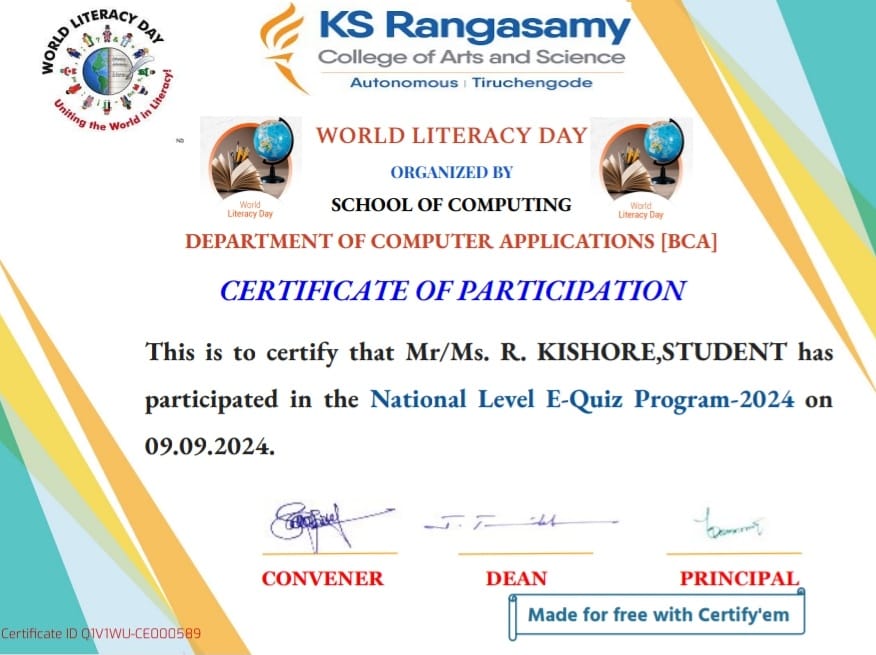 WORLD LITERACY DAY
Uniting the World in Literacy!
KS Rangasamy
College of Arts and Science
Autonomous | Tiruchengode
WORLD LITERACY DAY
World
Literacy Day
World
Literacy Day
ORGANIZED BY
SCHOOL OF COMPUTING
DEPARTMENT OF COMPUTER APPLICATIONS [BCA]
CERTIFICATE OF PARTICIPATION
This is to certify that Mr/Ms. R. KISHORE,STUDENT has
participated in the National Level E-Quiz Program-2024 on
09.09.2024.
CONVENER
DEAN
PRINCIPAL
Made for free with Certify'em
Certificate ID Q1V1WU-CE000589